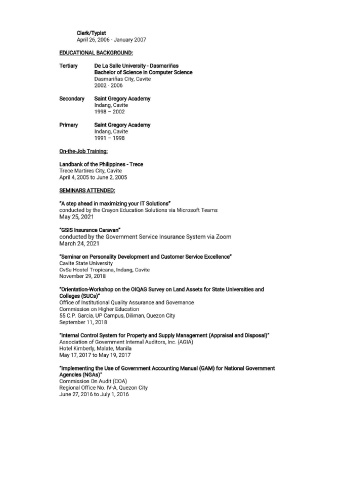 Clerk/Typist
April 26, 2006 - January 2007
EDUCATIONAL BACKGROUND:
Tertiary De La Salle University - Dasmariñas
Bachelor of Science in Computer Science
Dasmariñas City, Cavite
2002 - 2006
Secondary Saint Gregory Academy
Indang, Cavite
1998 – 2002
Primary Saint Gregory Academy
Indang, Cavite
1991 – 1998
On-the-Job Training:
Landbank of the Philippines - Trece
Trece Martires City, Cavite
April 4, 2005 to June 2, 2005
SEMINARS ATTENDED:
"A step ahead in maximizing your IT Solutions"
conducted by the Crayon Education Solutions via Microsoft Teams
May 25, 2021
"GSIS Insurance Caravan"
conducted by the Government Service Insurance System via Zoom
March 24, 2021
"Seminar on Personality Development and Customer Service Excellence"
Cavite State University
CvSu Hostel Tropicana, Indang, Cavite
November 29, 2018
"Orientation-Workshop on the OIQAG Survey on Land Assets for State Universities and
Colleges (SUCs)"
Office of Institutional Quality Assurance and Governance
Commission on Higher Education
55 C.P. Garcia, UP Campus, Diliman, Quezon City
September 11, 2018
"Internal Control System for Property and Supply Management (Appraisal and Disposal)"
Association of Government Internal Auditors, Inc. (AGIA)
Hotel Kimberly, Malate, Manila
May 17, 2017 to May 19, 2017
"Implementing the Use of Government Accounting Manual (GAM) for National Government
Agencies (NGAs)"
Commission On Audit (COA)
Regional Office No. IV-A, Quezon City
June 27, 2016 to July 1, 2016